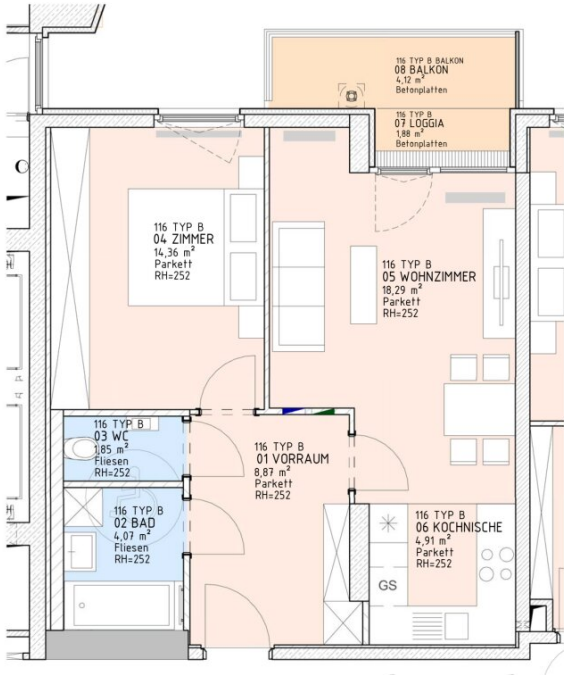 116 TYP B BALKON
08 BALKON
4,12 m²
Betonplatten
116 TYP B
07 LOGGIA
1,88 m²
Betonplatten
116 TYP B
04 ZIMMER
14,36 m²
Parkett
RH=252
116 TYP B
05 WOHNZIMMER
18,29 m²
Parkett
RH=252
116 TYP B
03 WC
1,85 m²
Fliesen
RH=252
116 TYP B
01 VORRAUM
8,87 m²
Parkett
RH=252
116 TYP B
02 BAD
4,07 m²
Fliesen
RH=252
116 TYP B
06 KOCHNISCHE
4,91 m²
Parkett
RH=252
GS